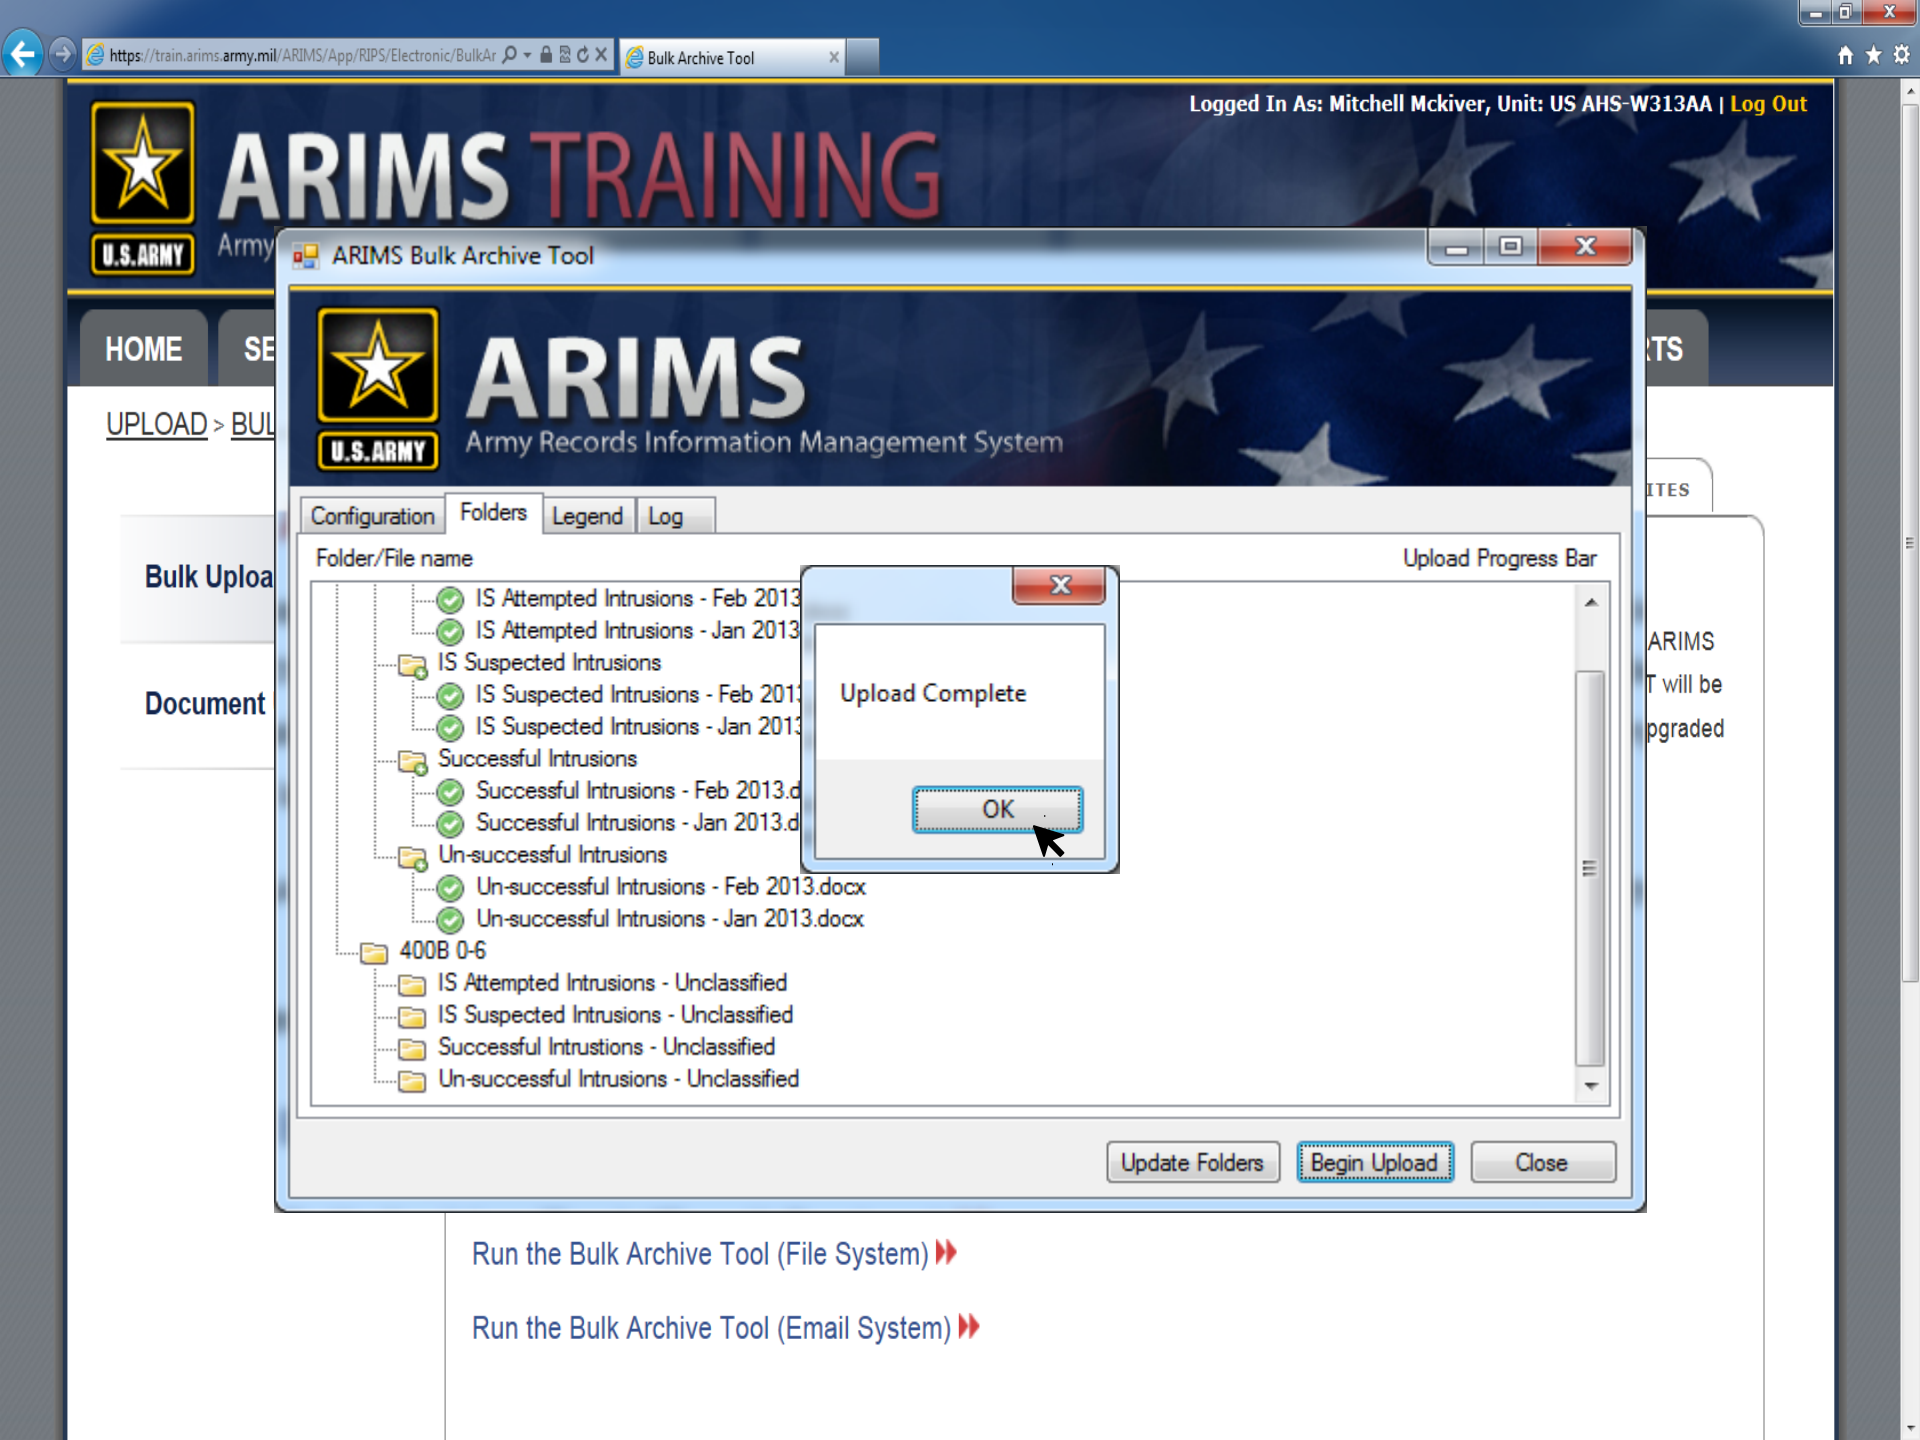 https://train.arims.army.mil/ARIMS/App/RIPS/Electronic/BulkAr
Bulk Archive Tool
Logged In As: Mitchell Mckiver, Unit: US AHS-W313AA | Log Out
ARIMS TRAINING
U.S.ARMY
Army
ARIMS Bulk Archive Tool
HOME
ARIMS
Army Records Information Management System
U.S.ARMY
UPLOAD >
Configuration
Folders
Legend
Log
Folder/File name
Upload Progress Bar
Bulk
IS Attempted Intrusions - Feb 2013
IS Attempted Intrusions - Jan 2013
ARIMS
IS Suspected Intrusions
IS Suspected Intrusions - Feb 201
will be
Upload Complete
Document
IS Suspected Intrusions - Jan 2013
Successful Intrusions
Successful Intrusions - Feb 2013.d
OK
Successful Intrusions - Jan 2013.d
Un-successful Intrusions
Un-successful Intrusions - Feb 2013.docx
Un-successful Intrusions - Jan 2013.docx
400B 0-6
IS Attempted Intrusions - Unclassified
IS Suspected Intrusions - Unclassified
Successful Intrustions - Unclassified
Un-successful Intrusions - Unclassified
Update Folders
Begin Upload
Close
Run the Bulk Archive Tool (File System)
Run the Bulk Archive Tool (Email System)